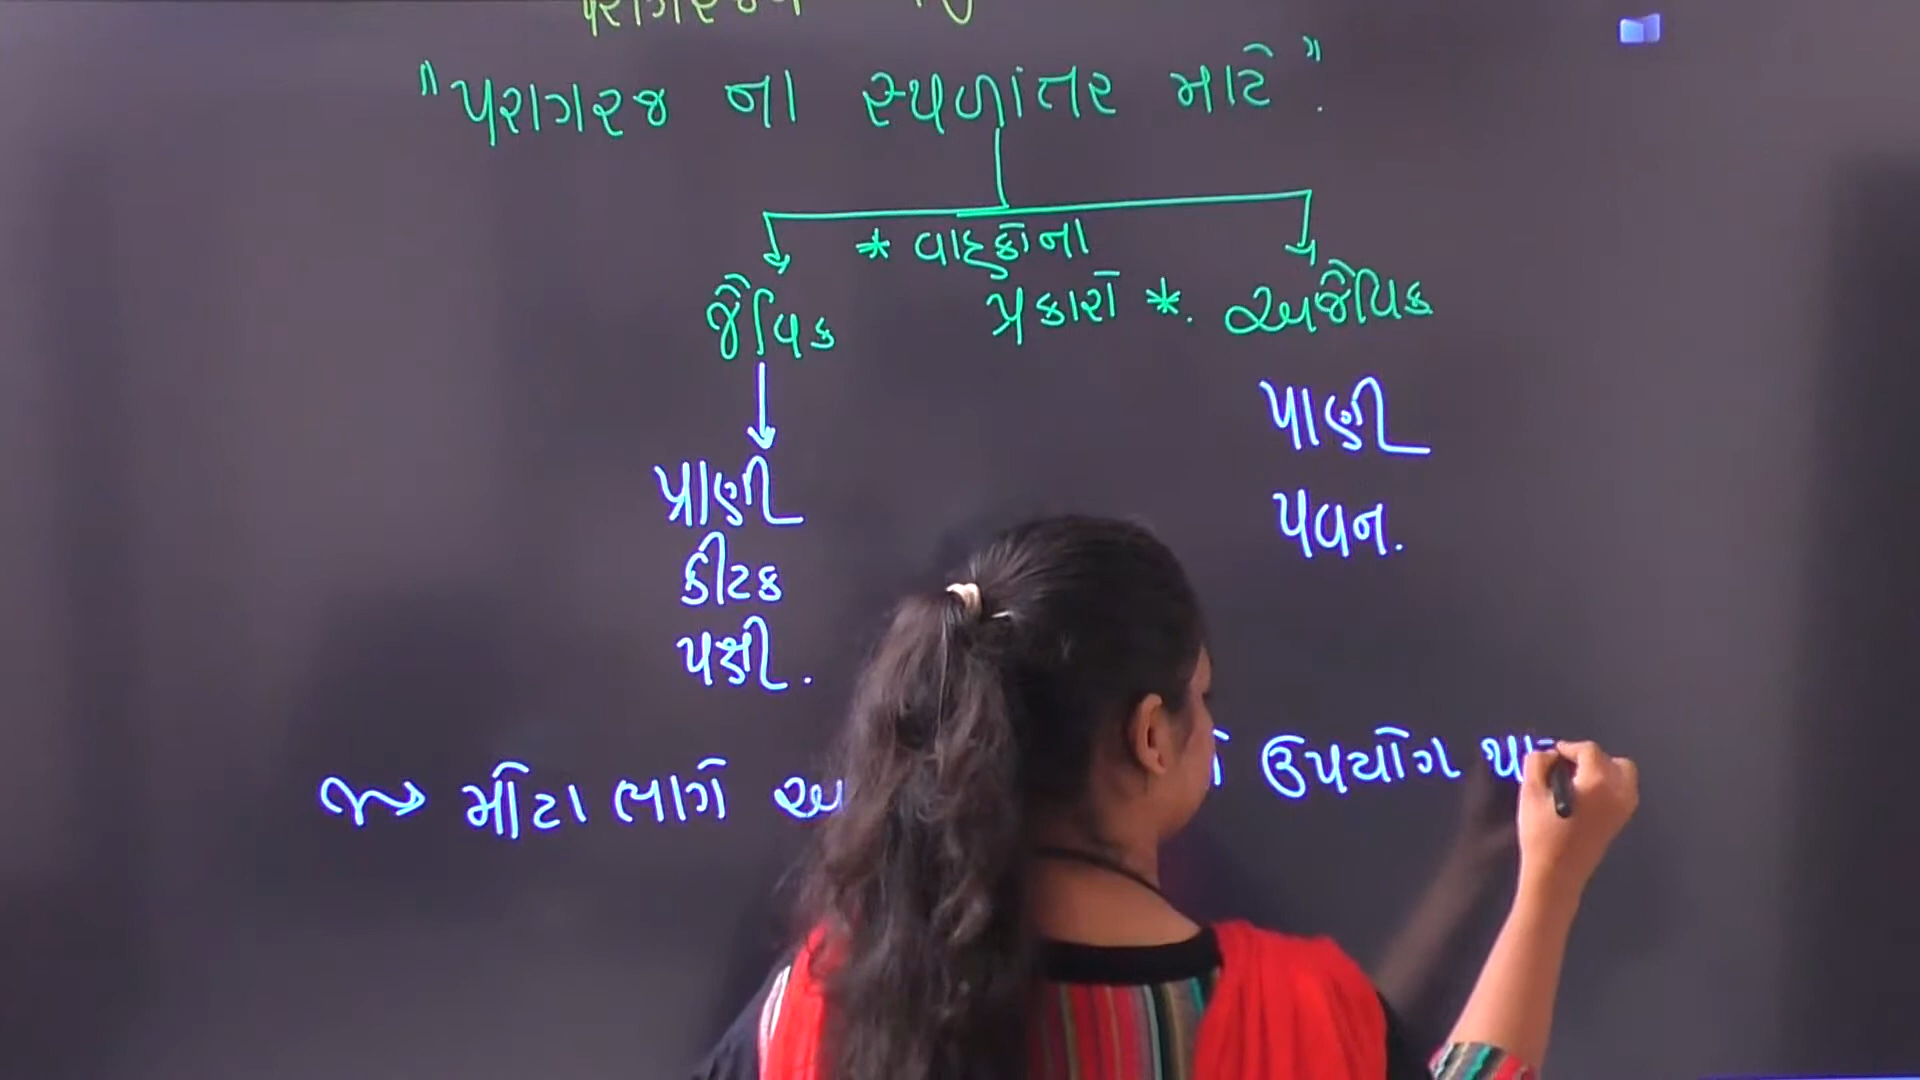 "પરાગરજ ના સ્થળાંતર માટે".
* વાહકોના
પ્રકારો *.
જૈવિક
અજૈવિક
પ્રાણી
કીટક
પક્ષી.
પાણી
પવન.
→ મોટા ભાગે ઉપયોગ